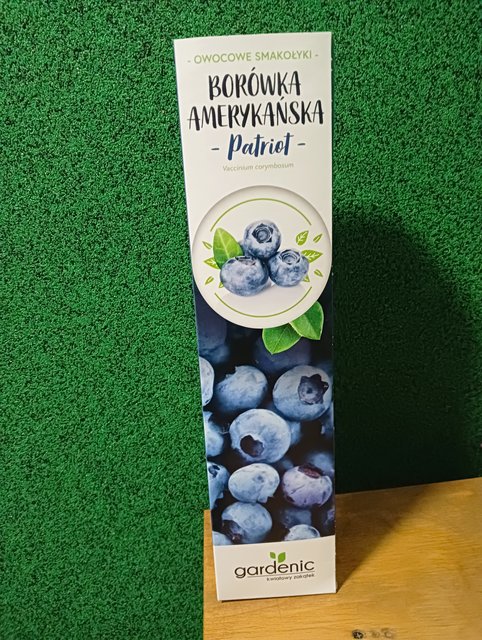 - OWOCOWE SMAKOŁYKI -
BORÓWKA
AMERYKAŃSKA
- Patriot -
Vaccinium corymbosum
gardenic
kwiatowy zakątek